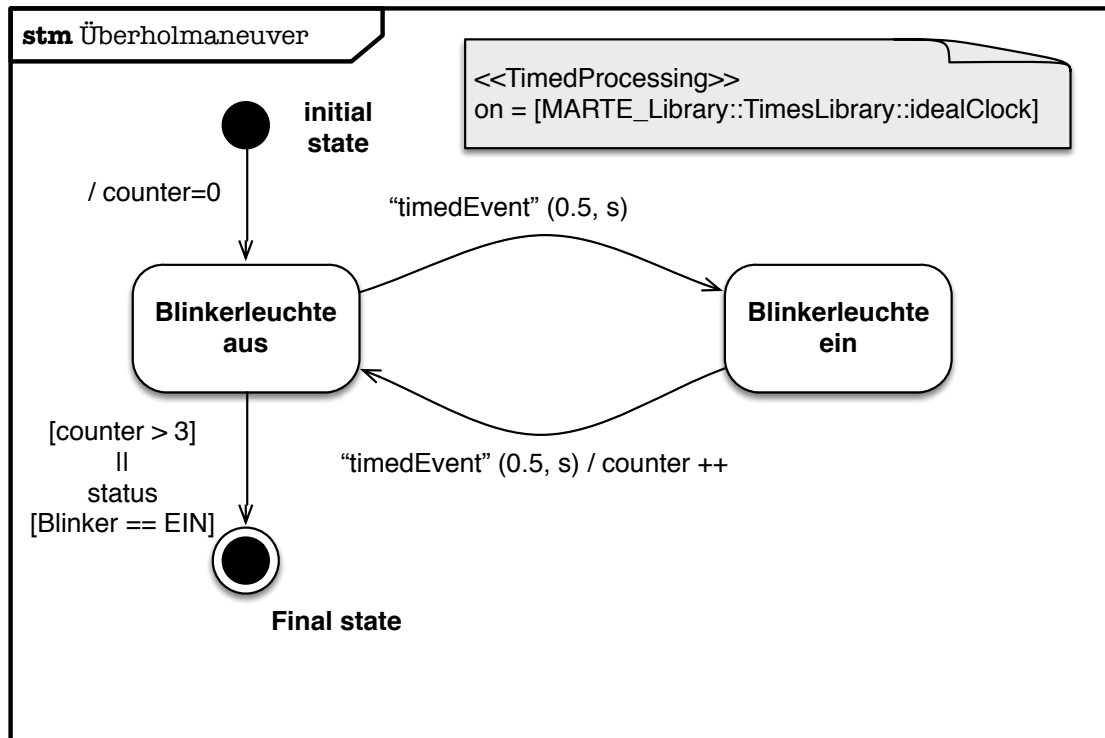 stm Überholmaneuver
<<TimedProcessing>>
on = [MARTE_Library::TimesLibrary::idealClock]
initial
state
/ counter=0
“timedEvent” (0.5, s)
Blinkerleuchte
aus
Blinkerleuchte
ein
[counter > 3]
||
status
[Blinker == EIN]
“timedEvent” (0.5, s) / counter ++
Final state